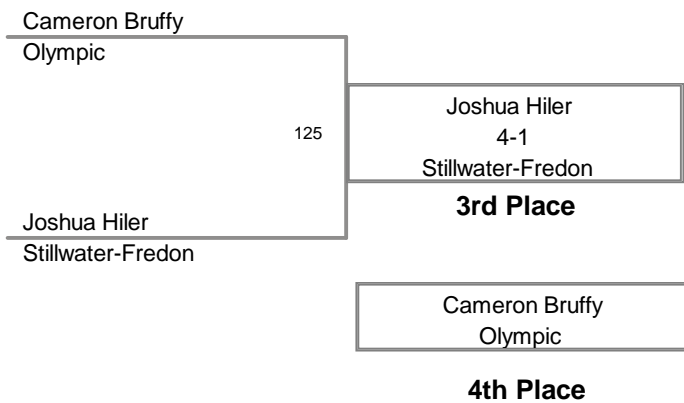 Cameron Bruffy
Olympic
125
Joshua Hiler
4-1
Stillwater-Fredon
3rd Place
Joshua Hiler
Stillwater-Fredon
Cameron Bruffy
Olympic
4th Place